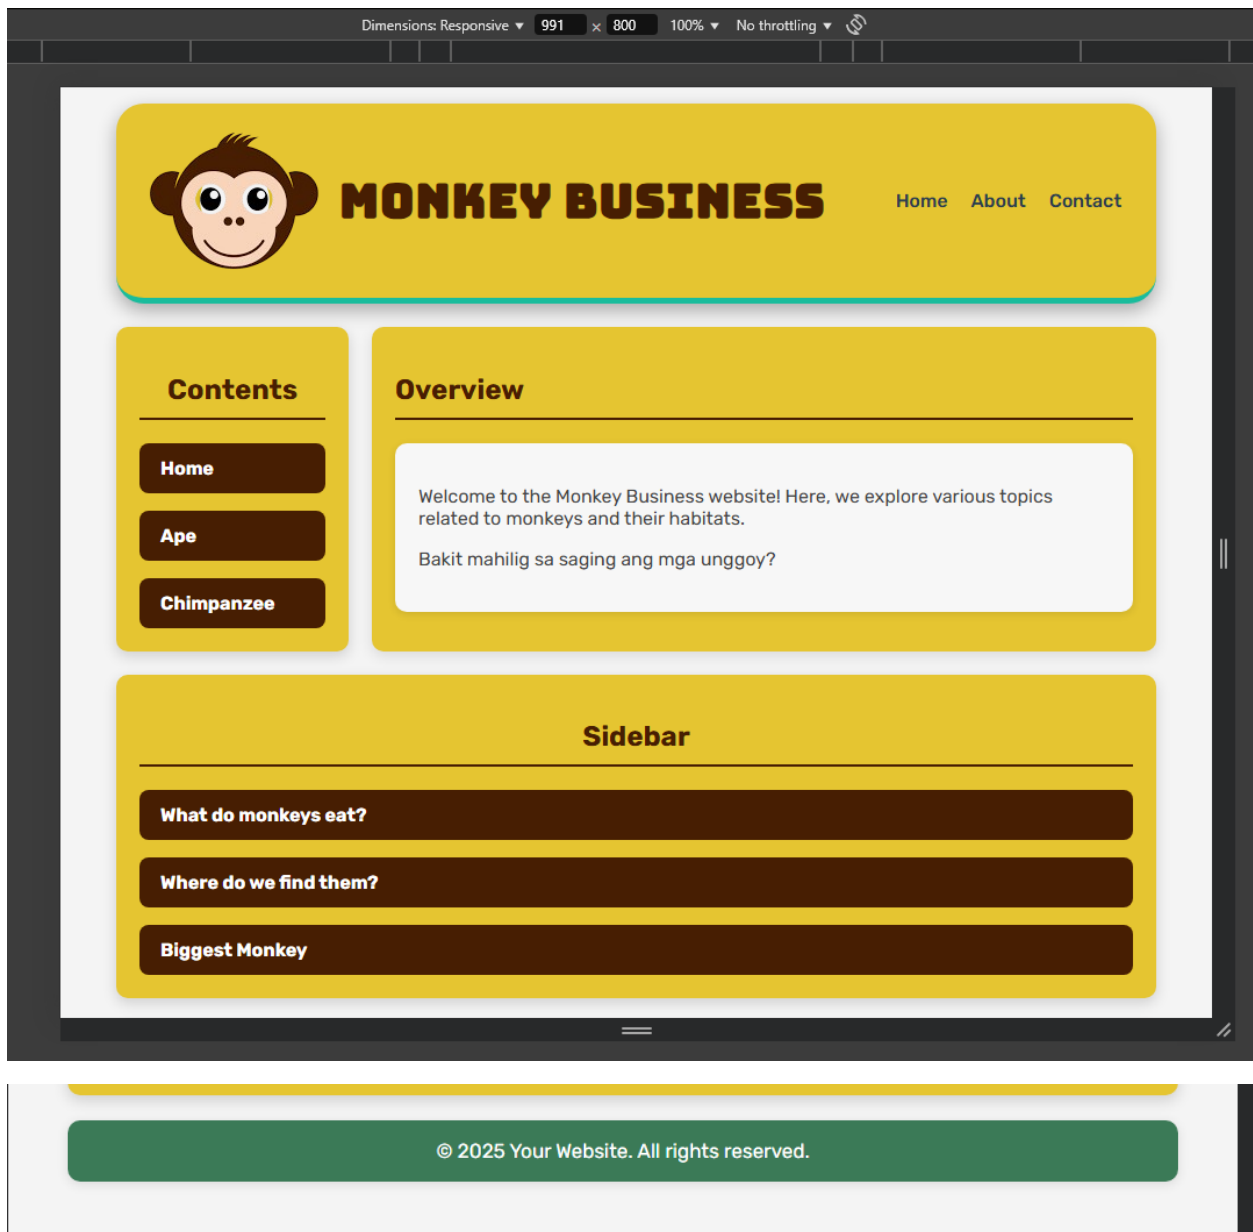 Dimensions: Responsive ▼ 991 × 800 100% ▼ No throttling ▼
MONKEY BUSINESS
Home About Contact
Contents
Home
Ape
Chimpanzee
Overview
Welcome to the Monkey Business website! Here, we explore various topics
related to monkeys and their habitats.
Bakit mahilig sa saging ang mga unggoy?
Sidebar
What do monkeys eat?
Where do we find them?
Biggest Monkey
© 2025 Your Website. All rights reserved.